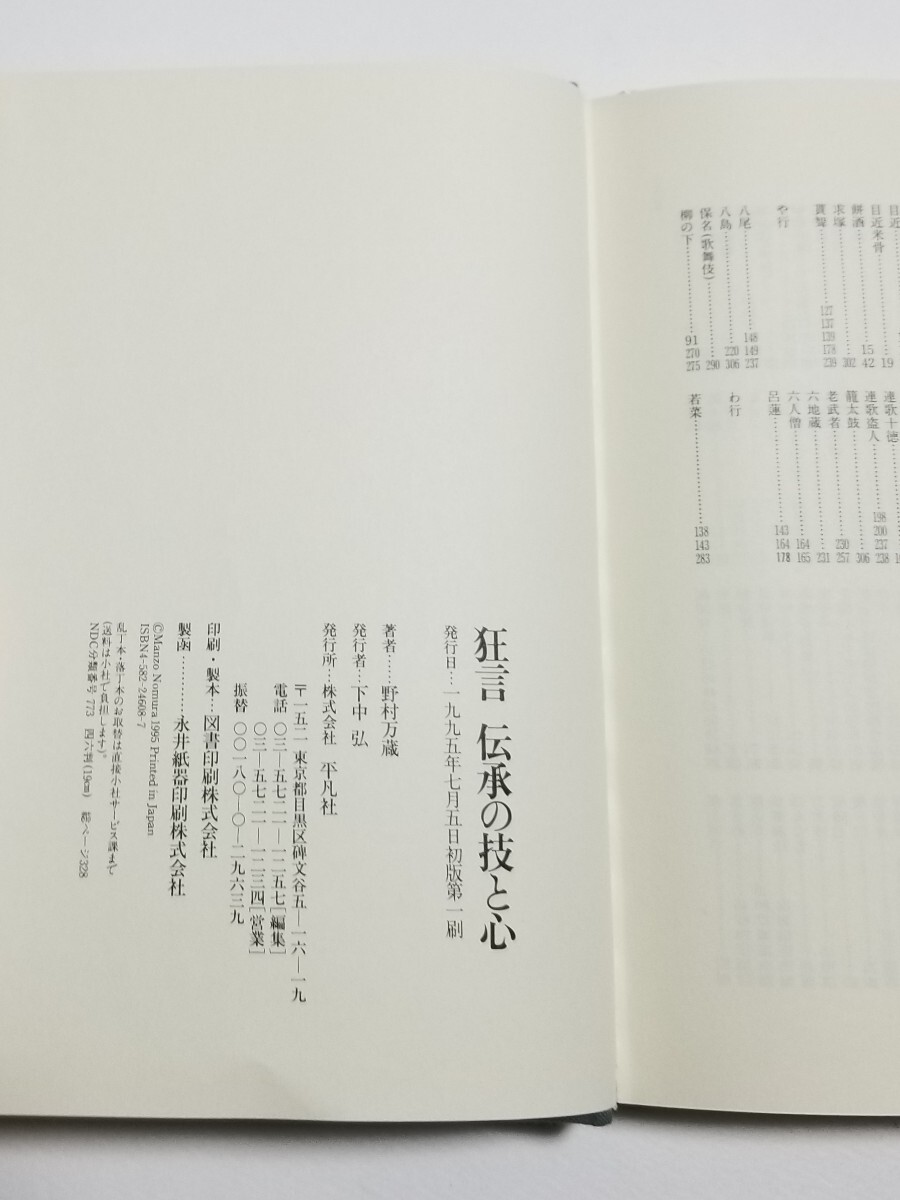 目近米骨………19
餅酒………15 42
求塚………302
貰聟………127 137 139 178 239
や行
八尾………148 149 237
八島………220 306
保名(歌舞伎)………290
柳の下………91 270 275
連歌十徳
連歌盗人………198 200 237 238
籠太鼓………306
老武者………230 257
六地蔵………231
六人僧………164 165
呂蓮………143 164 178
わ行
若菜………138 143 283
狂言 伝承の技と心
発行日…一九九五年七月五日初版第一刷
著者……野村万蔵
発行者…下中 弘
発行所…株式会社 平凡社
〒一五二 東京都目黒区碑文谷五―一六―一九
電話 〇三―五七二一―一二五七[編集]
〇三―五七二一―一二三四[営業]
振替 〇〇一八〇―〇―二九六三九
印刷・製本…図書印刷株式会社
製函…………永井紙器印刷株式会社
©Manzo Nomura 1995 Printed in Japan
ISBN4-582-24608-7
乱丁本・落丁本のお取替は直接小社サービス課まで
(送料は小社で負担します)。
NDC分類番号773 四六判(19cm) 総ページ328